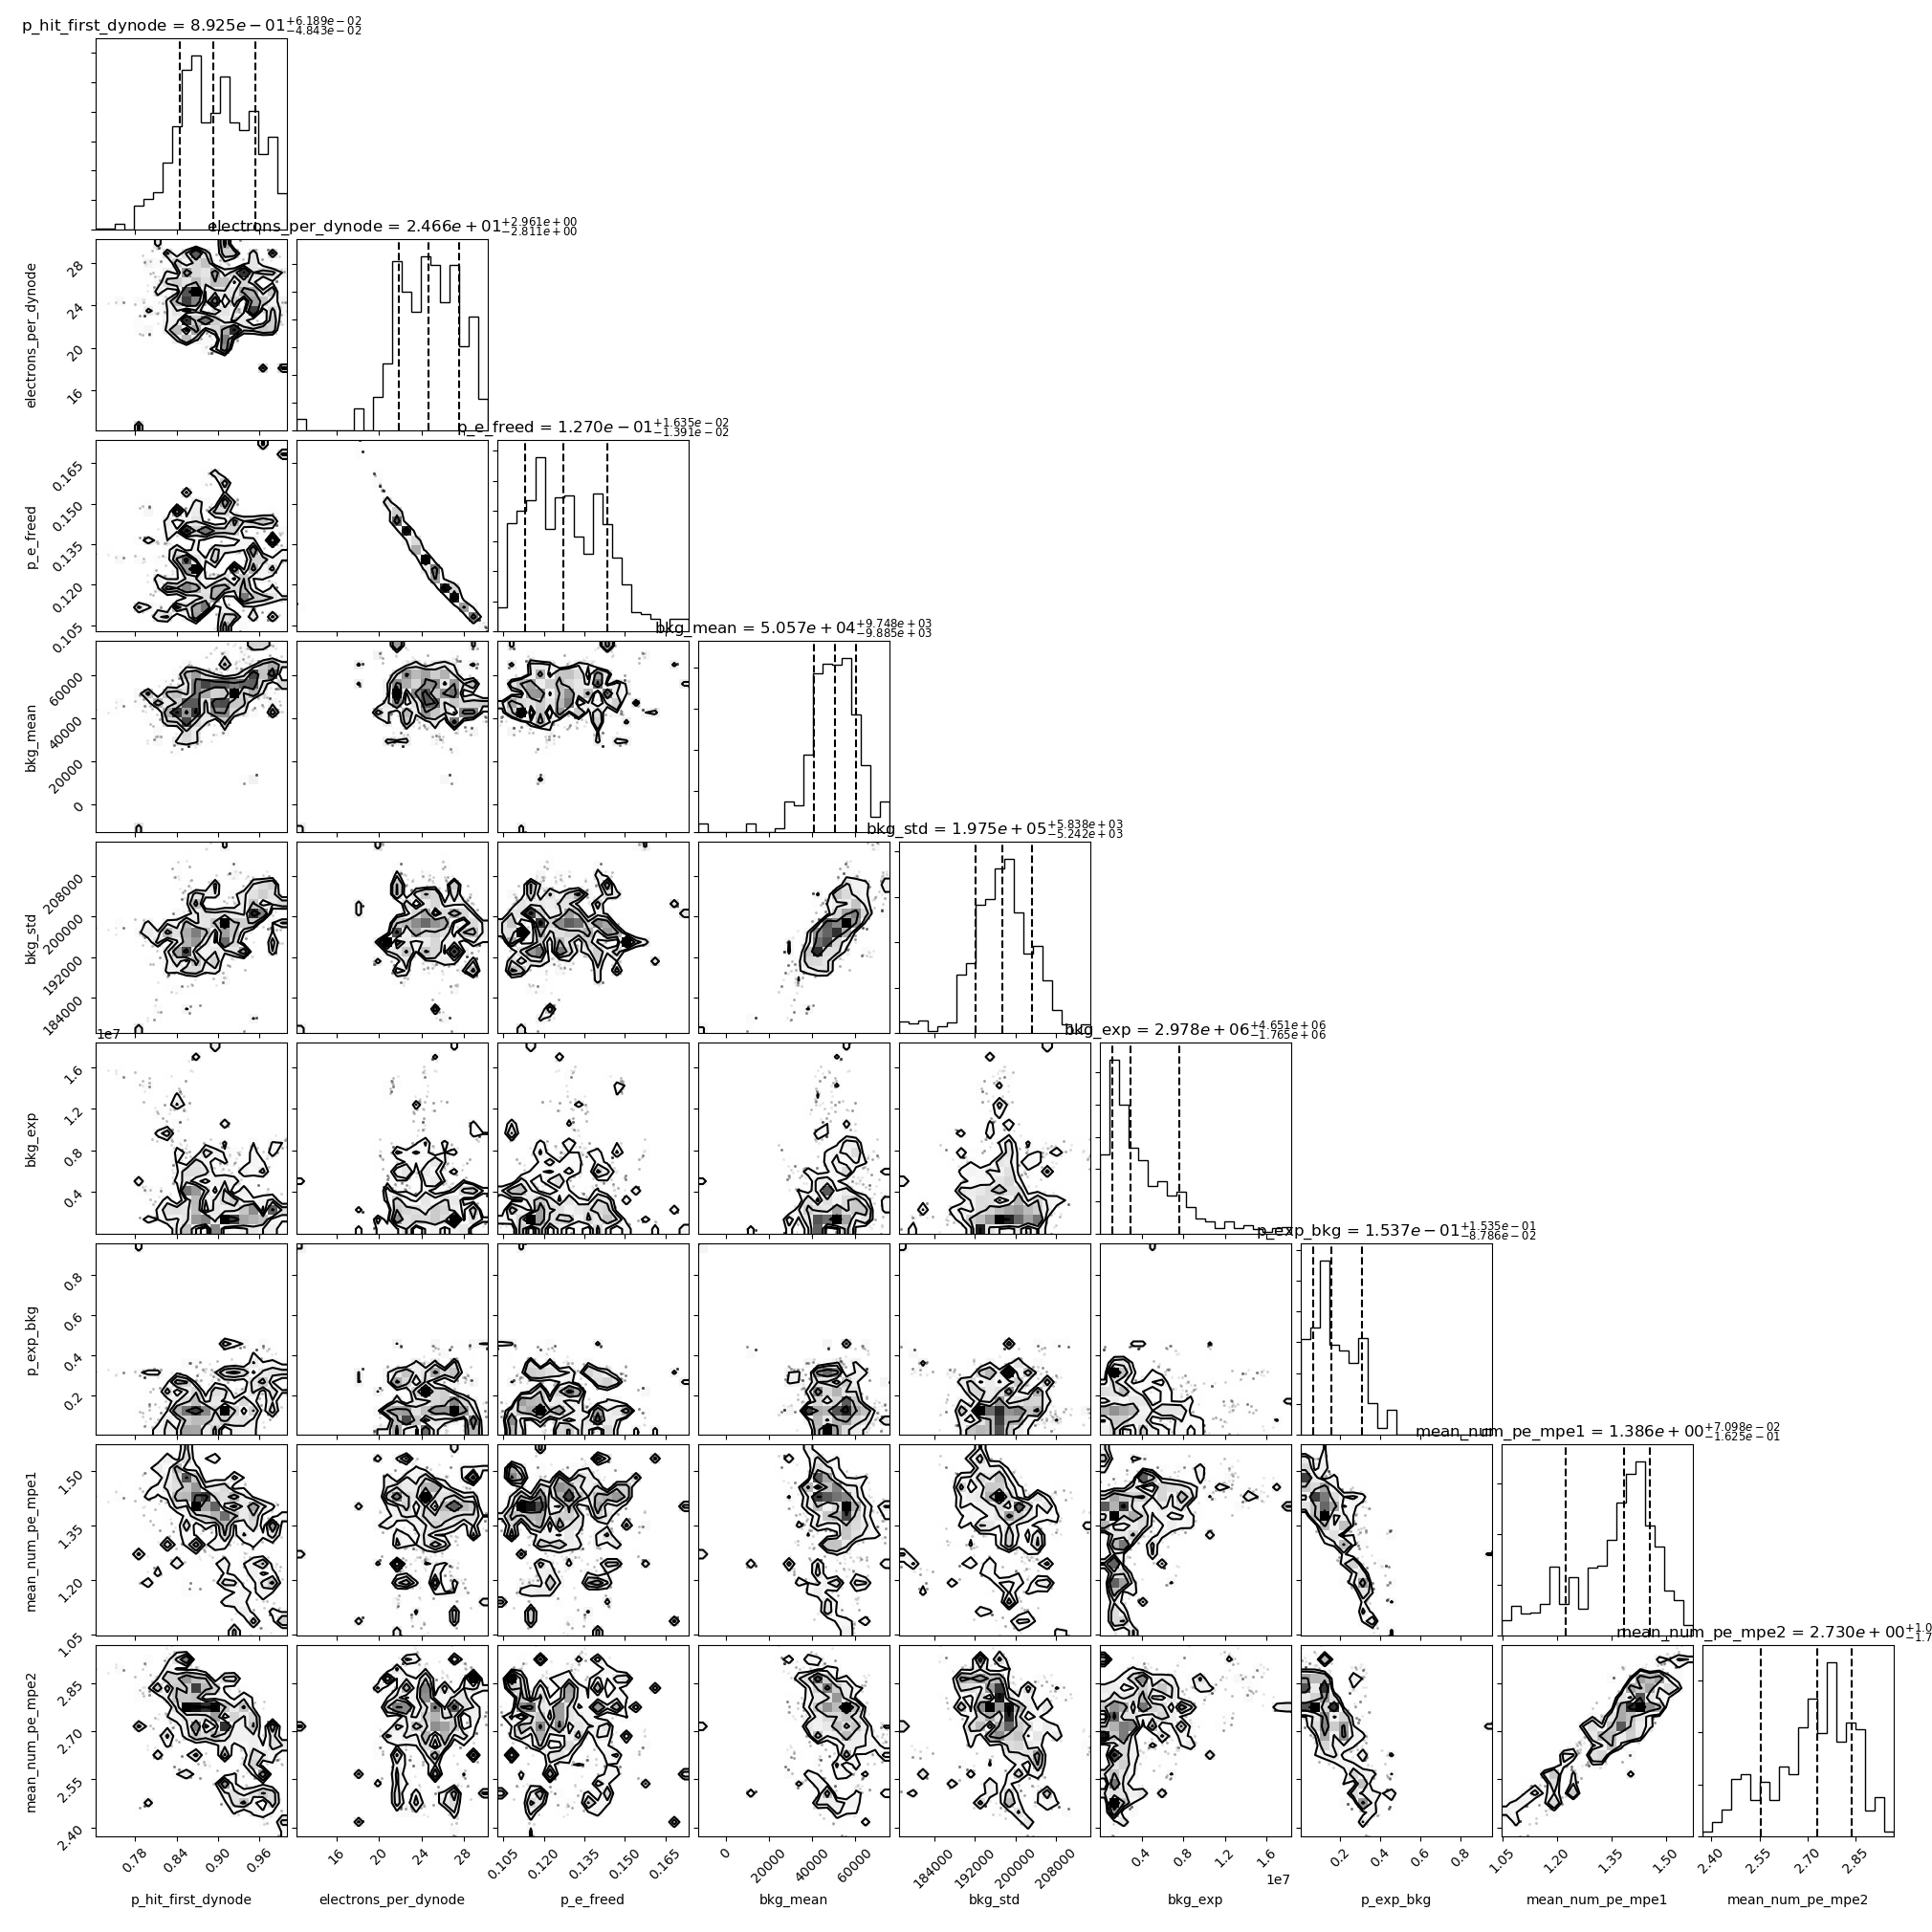 p_hit_first_dynode = 8.925e−01 +6.189e−02 −4.843e−02
electrons_per_dynode = 2.466e+01 +2.961e+00 −2.811e+00
28
24
20
16
electrons_per_dynode
p_e_freed = 1.270e−01 +1.635e−02 −1.391e−02
0.165
0.150
0.135
0.120
0.105
p_e_freed
bkg_mean = 5.057e+04 +9.748e+03 −9.885e+03
60000
40000
20000
0
bkg_mean
bkg_std = 1.975e+05 +5.838e+03 −5.242e+03
208000
200000
192000
184000
bkg_std
1e7
bkg_exp = 2.978e+06 +4.651e+06 −1.765e+06
1.6
1.2
0.8
0.4
bkg_exp
p_exp_bkg = 1.537e−01 +1.535e−01 −8.786e−02
0.8
0.6
0.4
0.2
p_exp_bkg
mean_num_pe_mpe1 = 1.386e+00 +7.098e−02 −1.625e−01
1.50
1.35
1.20
1.05
mean_num_pe_mpe1
mean_num_pe_mpe2 = 2.730e+00 +1.0 −1.7
2.85
2.70
2.55
2.40
mean_num_pe_mpe2
0.78 0.84 0.90 0.96
16 20 24 28
0.105 0.120 0.135 0.150 0.165
0 20000 40000 60000
184000 192000 200000 208000
0.4 0.8 1.2 1.6
1e7
0.2 0.4 0.6 0.8
1.05 1.20 1.35 1.50
2.40 2.55 2.70 2.85
p_hit_first_dynode electrons_per_dynode p_e_freed bkg_mean bkg_std bkg_exp p_exp_bkg mean_num_pe_mpe1 mean_num_pe_mpe2